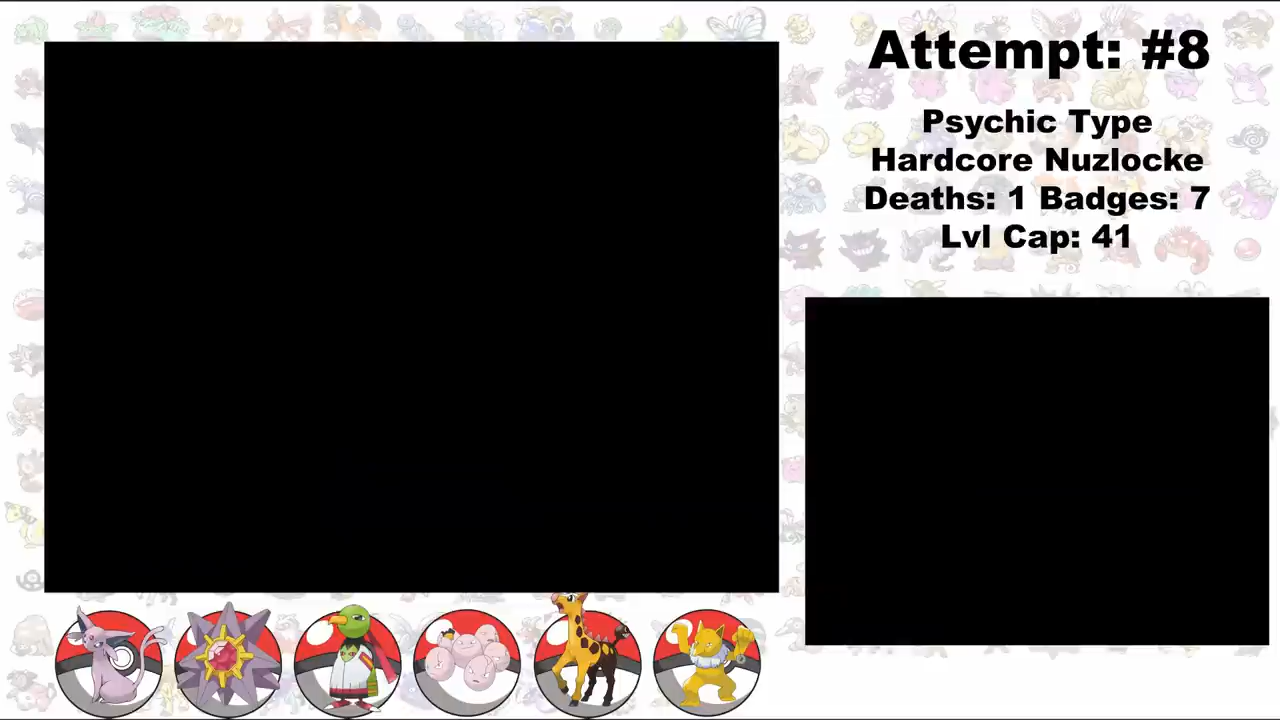 Attempt: #8
Psychic Type
Hardcore Nuzlocke
Deaths: 1 Badges: 7
Lvl Cap: 41